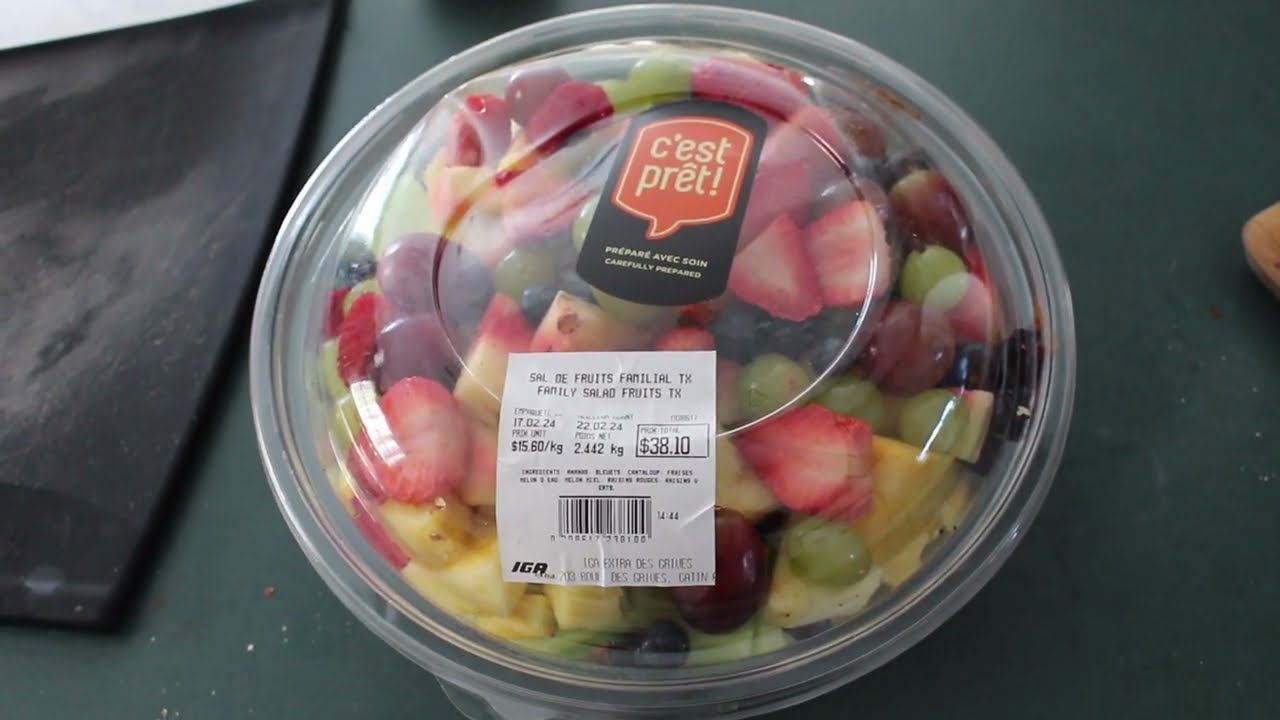 c'est
prêt!
PRÉPARÉ AVEC SOIN
CAREFULLY PREPARED
SAL.DE FRUITS FAMILIAL TX
FAMILY SALAD FRUITS TX
17.02.24 22.02.24
PRIX UNIT POIDS NET PRIX TOTAL
$15.60/kg 2.442 kg $38.10
INGREDIENTS ANANAS BLEUETS CANTALOUP FRAISES
MELON D EAU. MELON MIEL. RAISINS ROUGES. RAISINS V
ERTS.
14:44
IGA IGA EXTRA DES GRIVES
203 BOUL DES GRIVES, GATIN